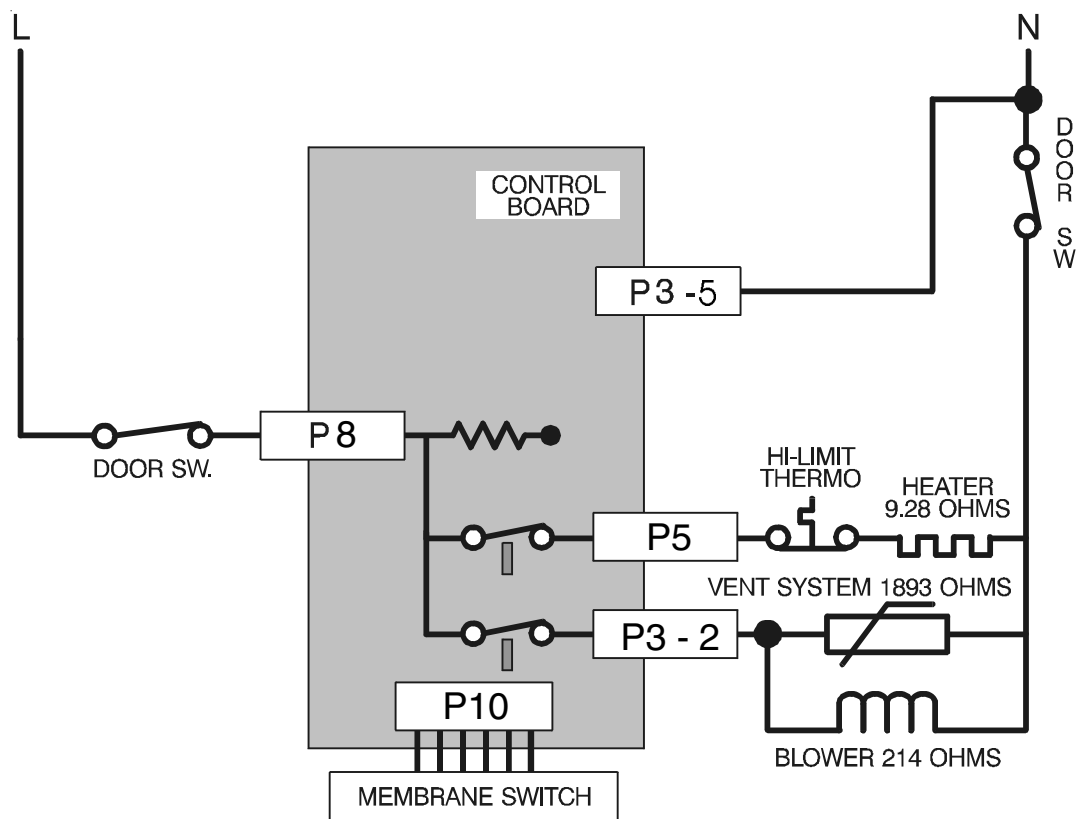 L
N
DOOR SW
CONTROL
BOARD
P3-5
P8
DOOR SW.
HI-LIMIT
THERMO
HEATER
9.28 OHMS
P5
VENT SYSTEM 1893 OHMS
P3 - 2
P10
BLOWER 214 OHMS
MEMBRANE SWITCH